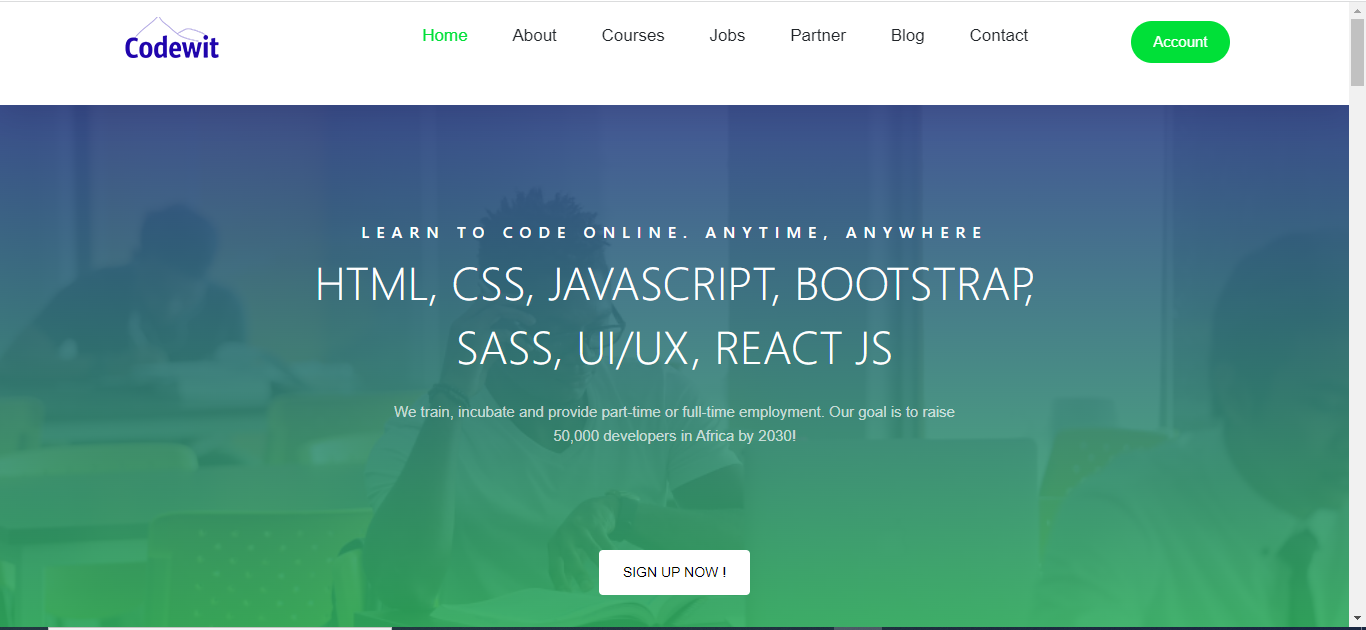 Codewit
Home About Courses Jobs Partner Blog Contact
Account
LEARN TO CODE ONLINE. ANYTIME, ANYWHERE
HTML, CSS, JAVASCRIPT, BOOTSTRAP,
SASS, UI/UX, REACT JS
We train, incubate and provide part-time or full-time employment. Our goal is to raise
50,000 developers in Africa by 2030!
SIGN UP NOW !